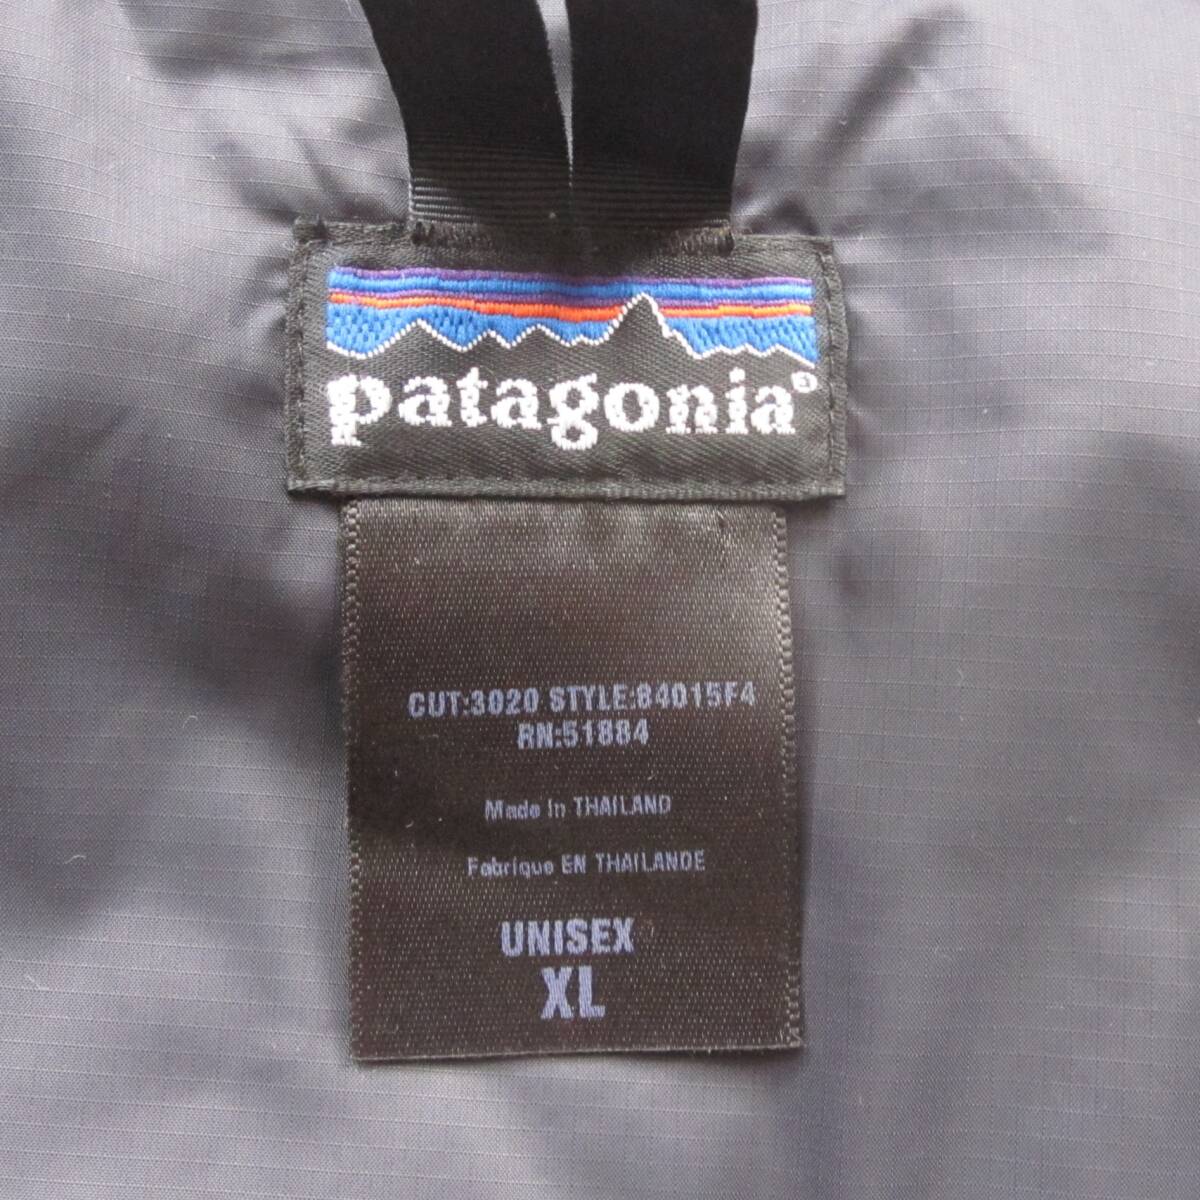 patagonia®
CUT:3020 STYLE:84015F4
RN:51884
Made in THAILAND
Fabrique EN THAILANDE
UNISEX
XL